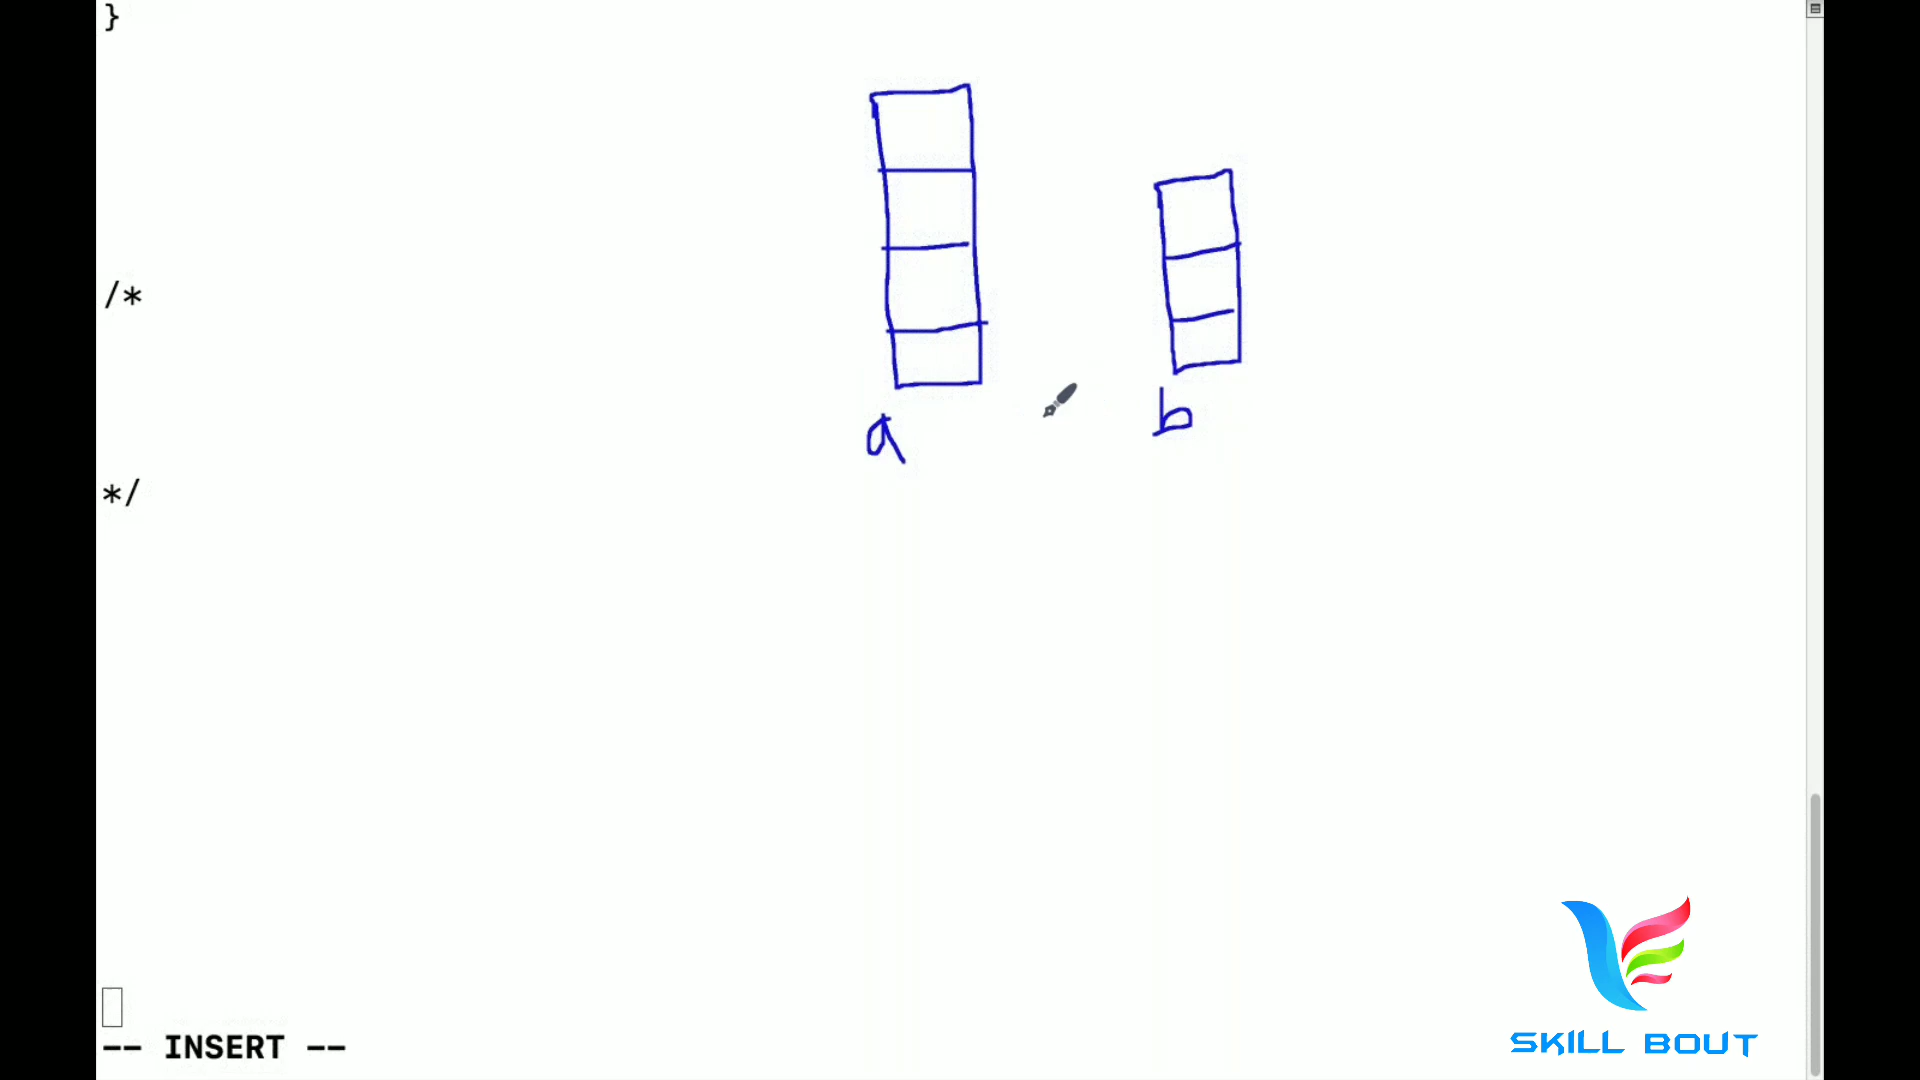 }
/*
a
b
*/
-- INSERT --
SKILL BOUT